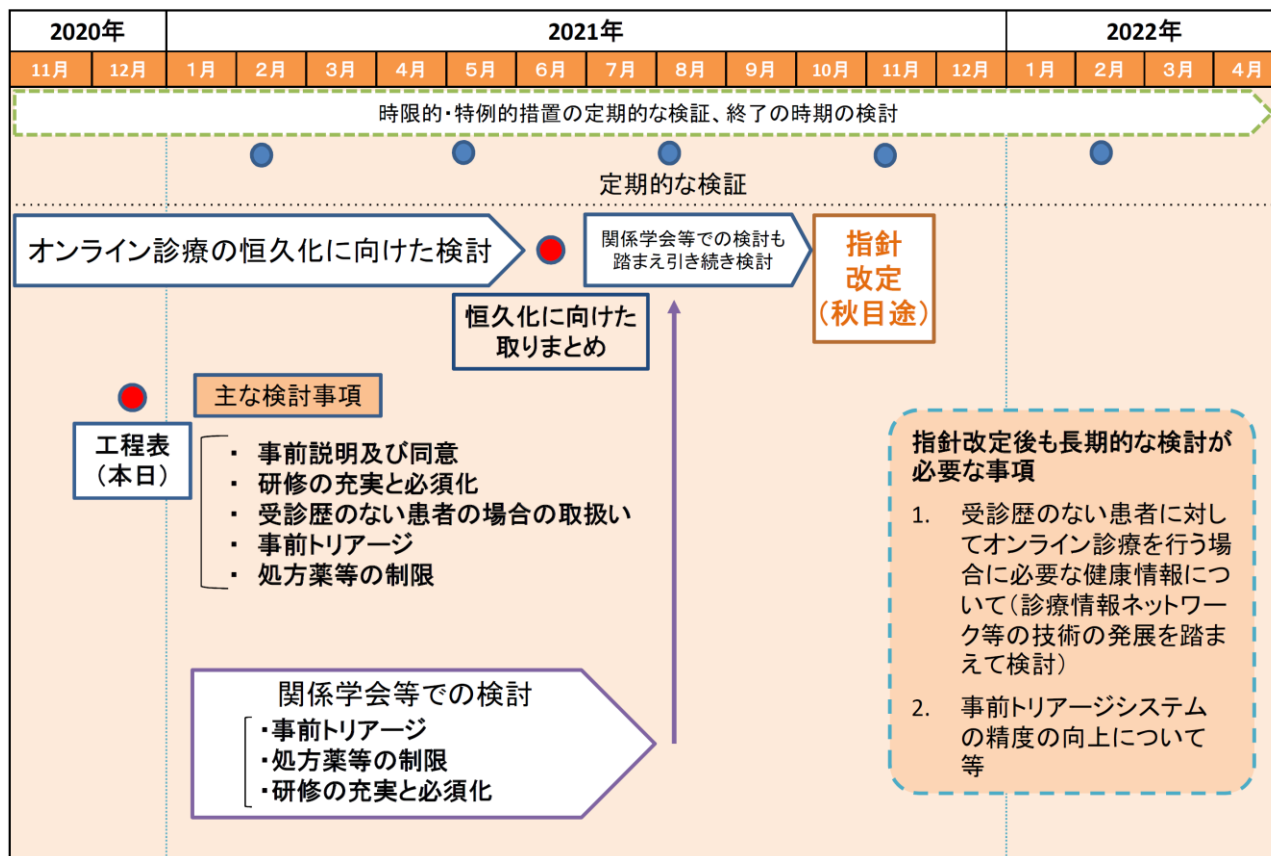 2020年 2021年 2022年
11月 12月 1月 2月 3月 4月 5月 6月 7月 8月 9月 10月 11月 12月 1月 2月 3月 4月
時限的・特例的措置の定期的な検証、終了の時期の検討
定期的な検証
オンライン診療の恒久化に向けた検討
関係学会等での検討も
踏まえ引き続き検討
指針
改定
（秋目途）
恒久化に向けた
取りまとめ
工程表
（本日）
主な検討事項
・ 事前説明及び同意
・ 研修の充実と必須化
・ 受診歴のない患者の場合の取扱い
・ 事前トリアージ
・ 処方薬等の制限
関係学会等での検討
・事前トリアージ
・処方薬等の制限
・研修の充実と必須化
指針改定後も長期的な検討が
必要な事項
1. 受診歴のない患者に対し
てオンライン診療を行う場
合に必要な健康情報につ
いて（診療情報ネットワー
ク等の技術の発展を踏ま
えて検討）
2. 事前トリアージシステム
の精度の向上について
等